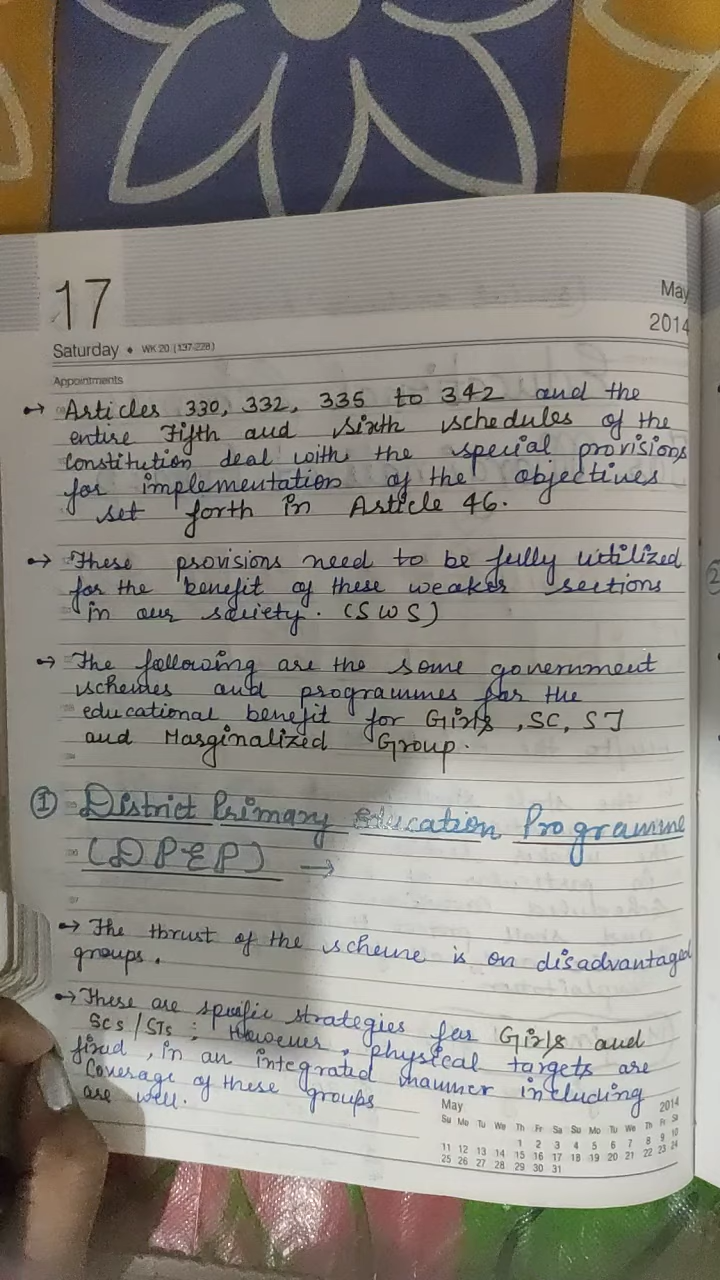 17
May
2014
Saturday • WK 20 (137-228)
Appointments
→ Articles 330, 332, 335 to 342 and the
entire Fifth and Sixth schedules of the
Constitution deal with the special provisions
for implementation of the objectives
set forth in Article 46.
→ These provisions need to be fully utilized
for the benefit of these weaker sections
in our society. (SWS)
→ The following are the some government
schemes and programmes for the
educational benefit for Girls, SC, ST
and Marginalized Group.
① District Primary Education Programme
(DPEP) →
→ The thrust of the scheme is on disadvantaged
groups.
→ These are specific strategies for Girls and
SCs/STs; However, physical targets are
fixed, in an integrated manner including
Coverage of these groups
are well.
May 2014
Su Mo Tu We Th Fr Sa Su Mo Tu We Th Fr Sa
1 2 3 4 5 6 7 8 9 10
11 12 13 14 15 16 17 18 19 20 21 22 23 24
25 26 27 28 29 30 31
2